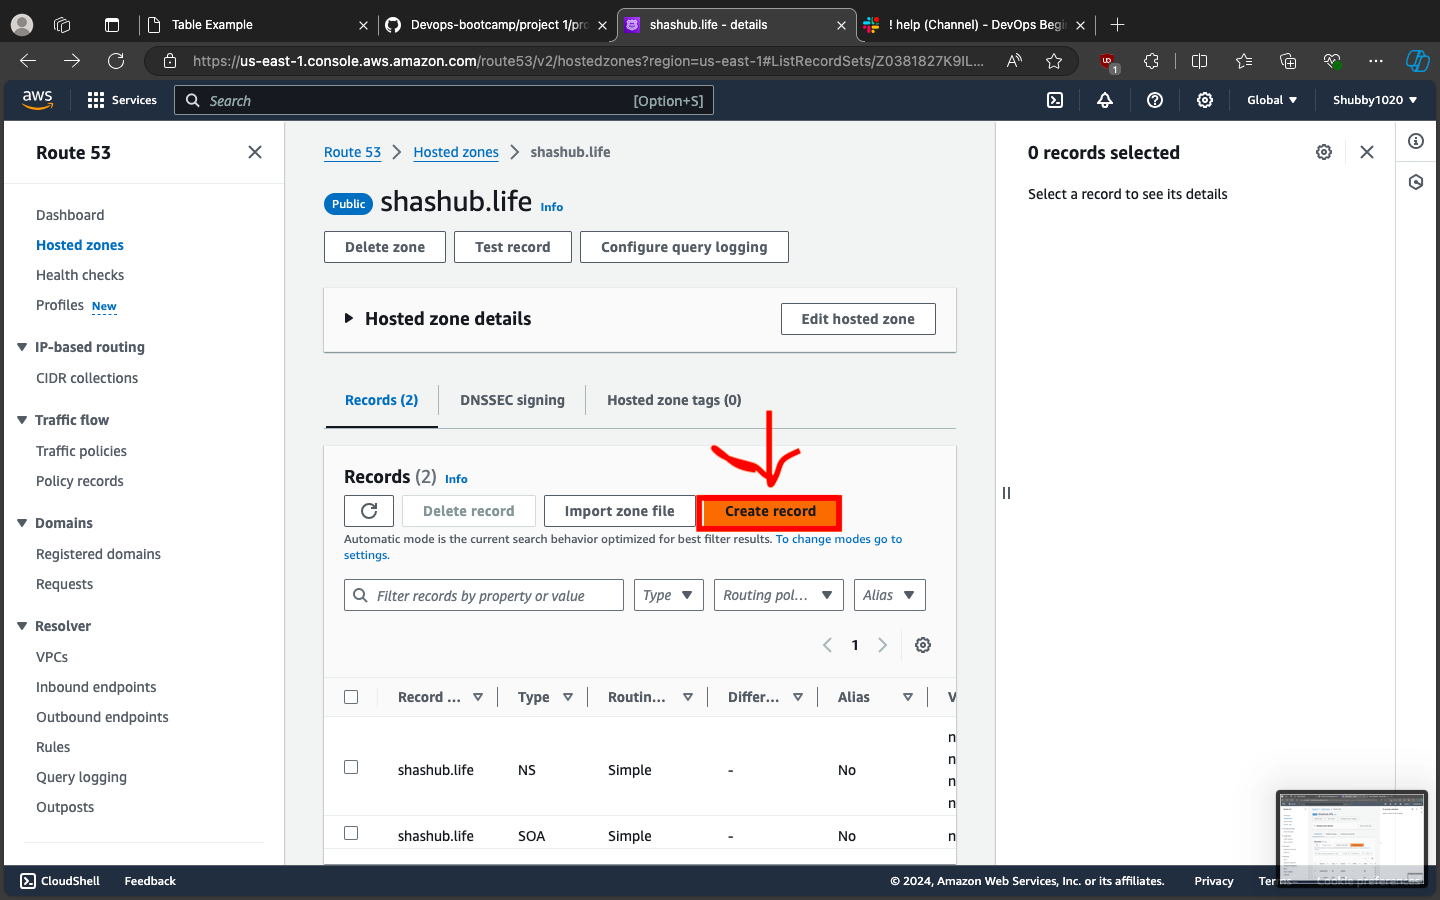 Table Example
Devops-bootcamp/project 1/pro
shashub.life - details
! help (Channel) - DevOps Begi
https://us-east-1.console.aws.amazon.com/route53/v2/hostedzones?region=us-east-1#ListRecordSets/Z0381827K9IL...
1
aws
Services
Search
[Option+S]
Global
Shubby1020
Route 53
Dashboard
Hosted zones
Health checks
Profiles New
IP-based routing
CIDR collections
Traffic flow
Traffic policies
Policy records
Domains
Registered domains
Requests
Resolver
VPCs
Inbound endpoints
Outbound endpoints
Rules
Query logging
Outposts
Route 53 Hosted zones shashub.life
Public shashub.life Info
Delete zone Test record Configure query logging
Hosted zone details Edit hosted zone
Records (2) DNSSEC signing Hosted zone tags (0)
Records (2) Info
Delete record Import zone file Create record
Automatic mode is the current search behavior optimized for best filter results. To change modes go to
settings.
Filter records by property or value Type Routing pol... Alias
1
Record ... Type Routin... Differ... Alias V
n
n
shashub.life NS Simple - No
n
n
shashub.life SOA Simple - No n
0 records selected
Select a record to see its details
CloudShell Feedback
© 2024, Amazon Web Services, Inc. or its affiliates. Privacy Terms Cookie preferences